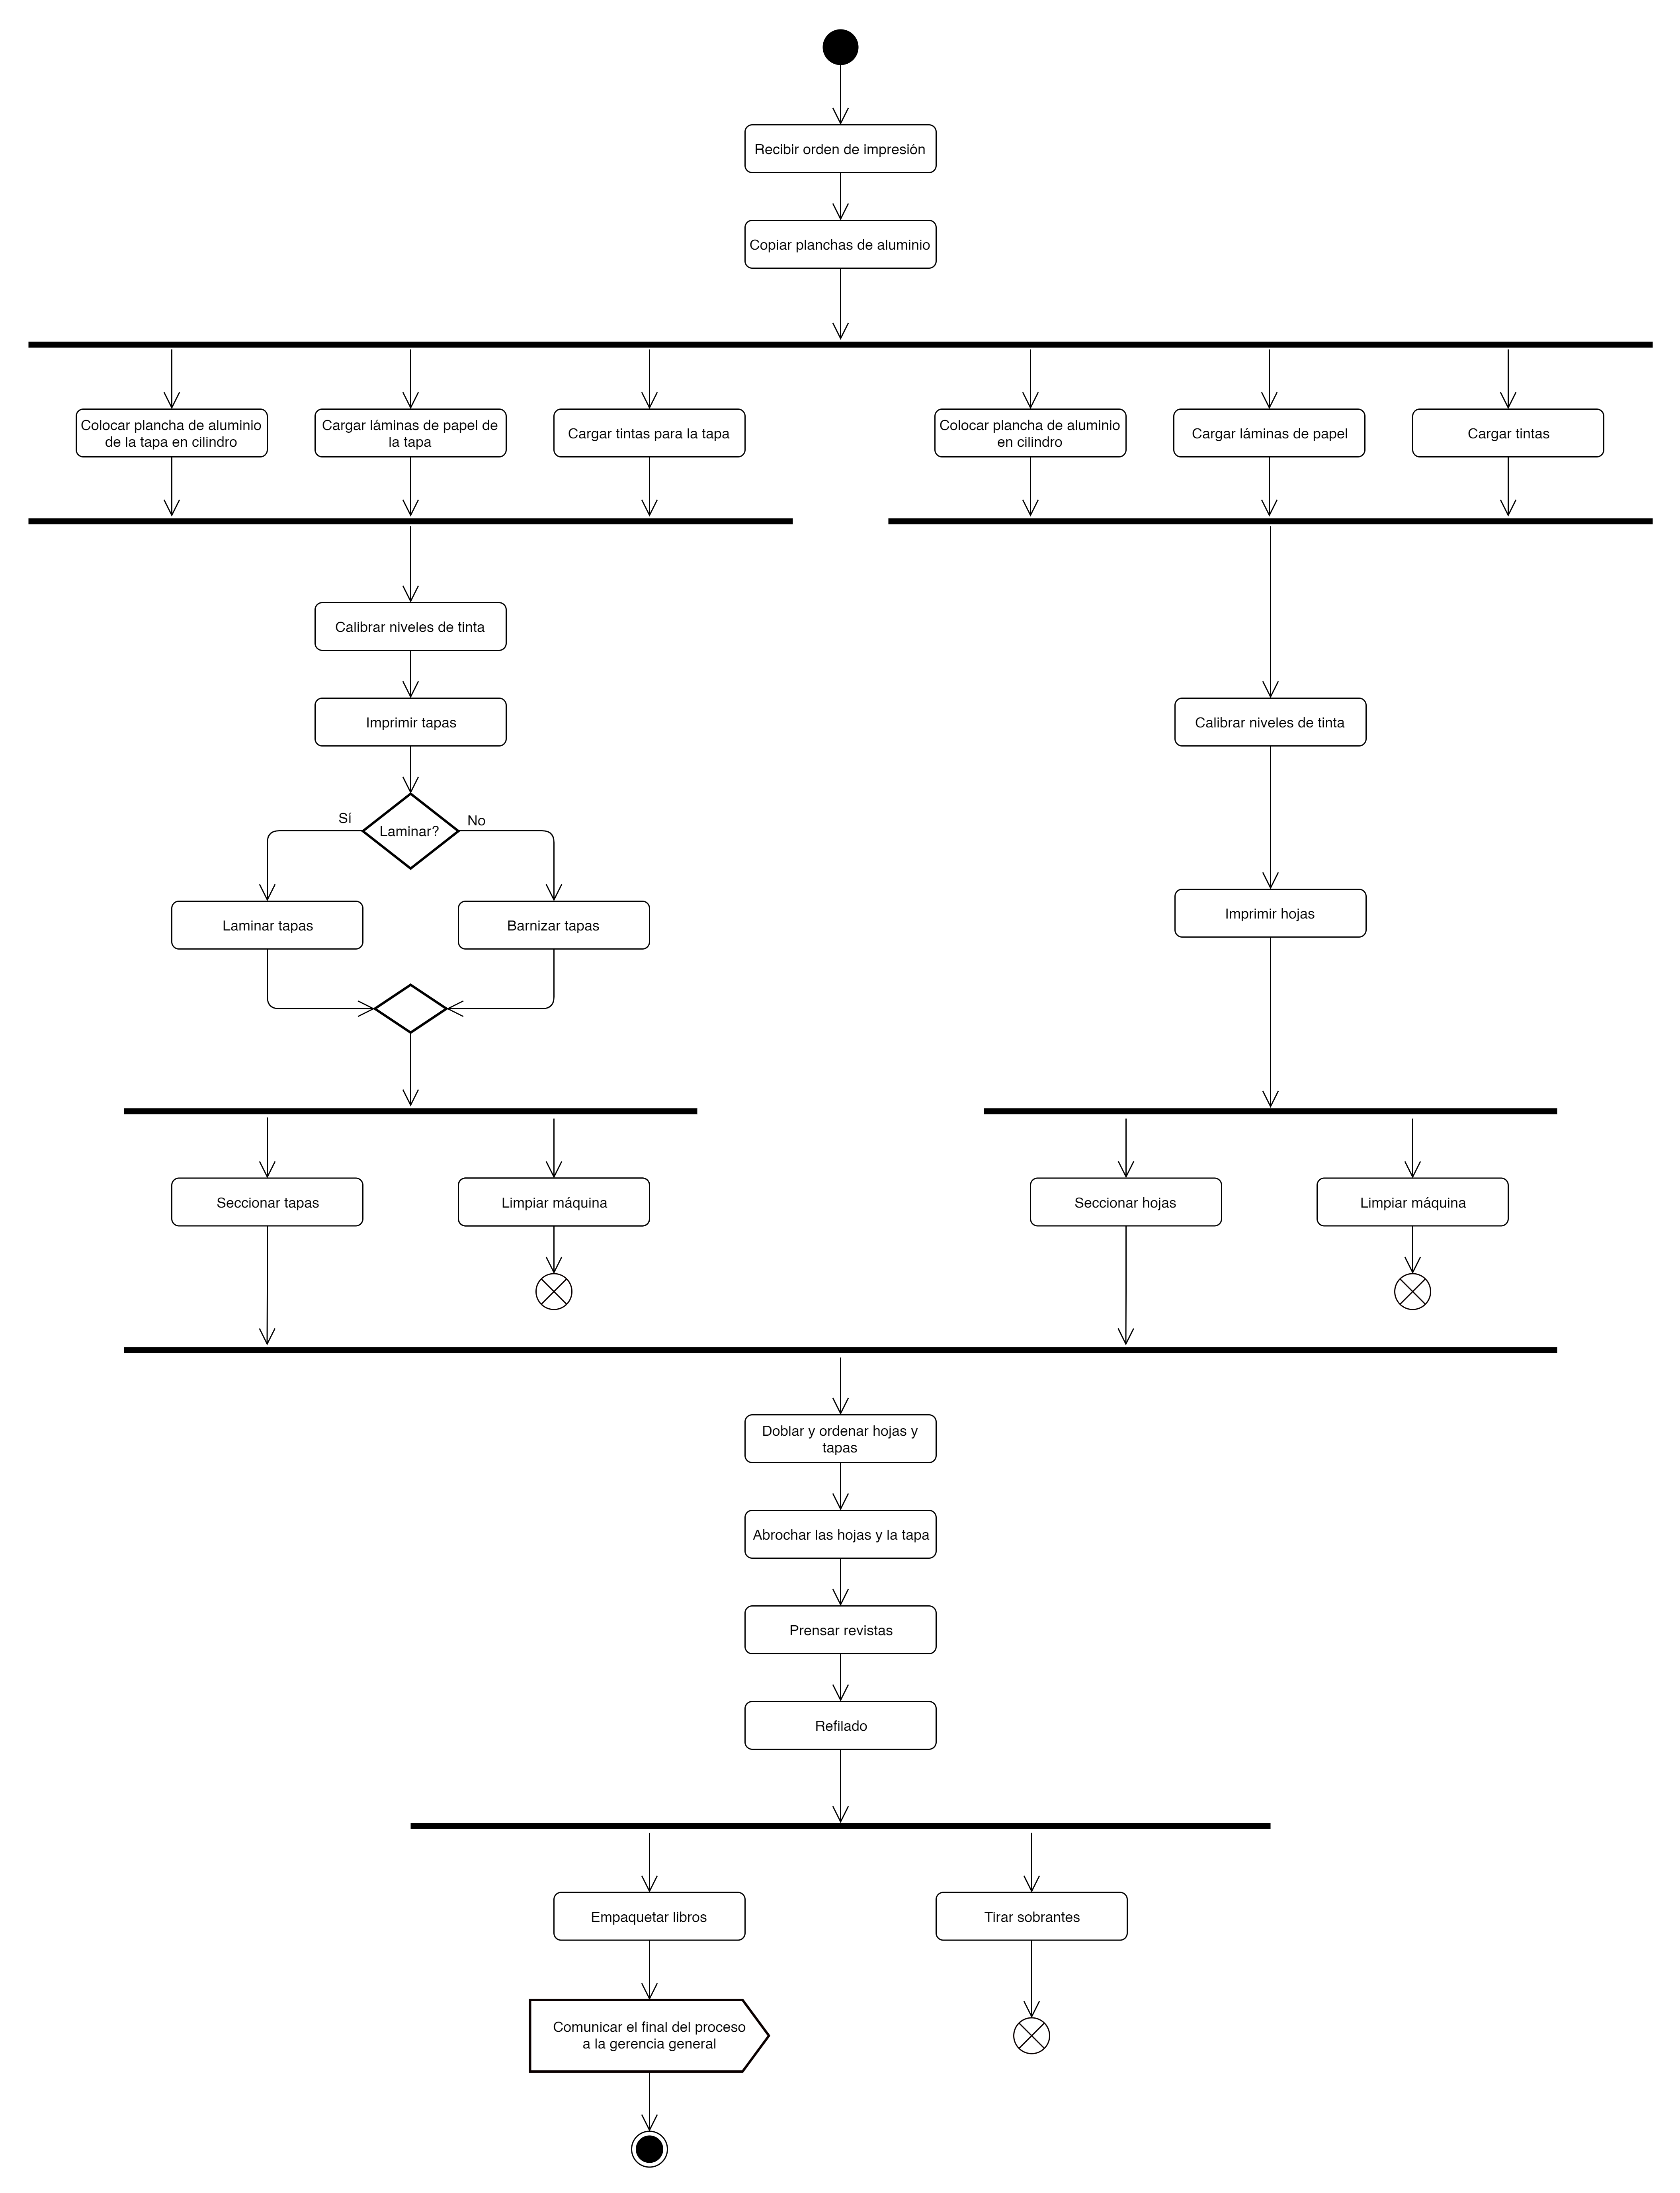 Recibir orden de impresión
Copiar planchas de aluminio
Colocar plancha de aluminio
de la tapa en cilindro
Cargar láminas de papel de
la tapa
Cargar tintas para la tapa
Colocar plancha de aluminio
en cilindro
Cargar láminas de papel
Cargar tintas
Calibrar niveles de tinta
Imprimir tapas
Calibrar niveles de tinta
Sí
Laminar?
No
Laminar tapas
Barnizar tapas
Imprimir hojas
Seccionar tapas
Limpiar máquina
Seccionar hojas
Limpiar máquina
Doblar y ordenar hojas y
tapas
Abrochar las hojas y la tapa
Prensar revistas
Refilado
Empaquetar libros
Tirar sobrantes
Comunicar el final del proceso
a la gerencia general